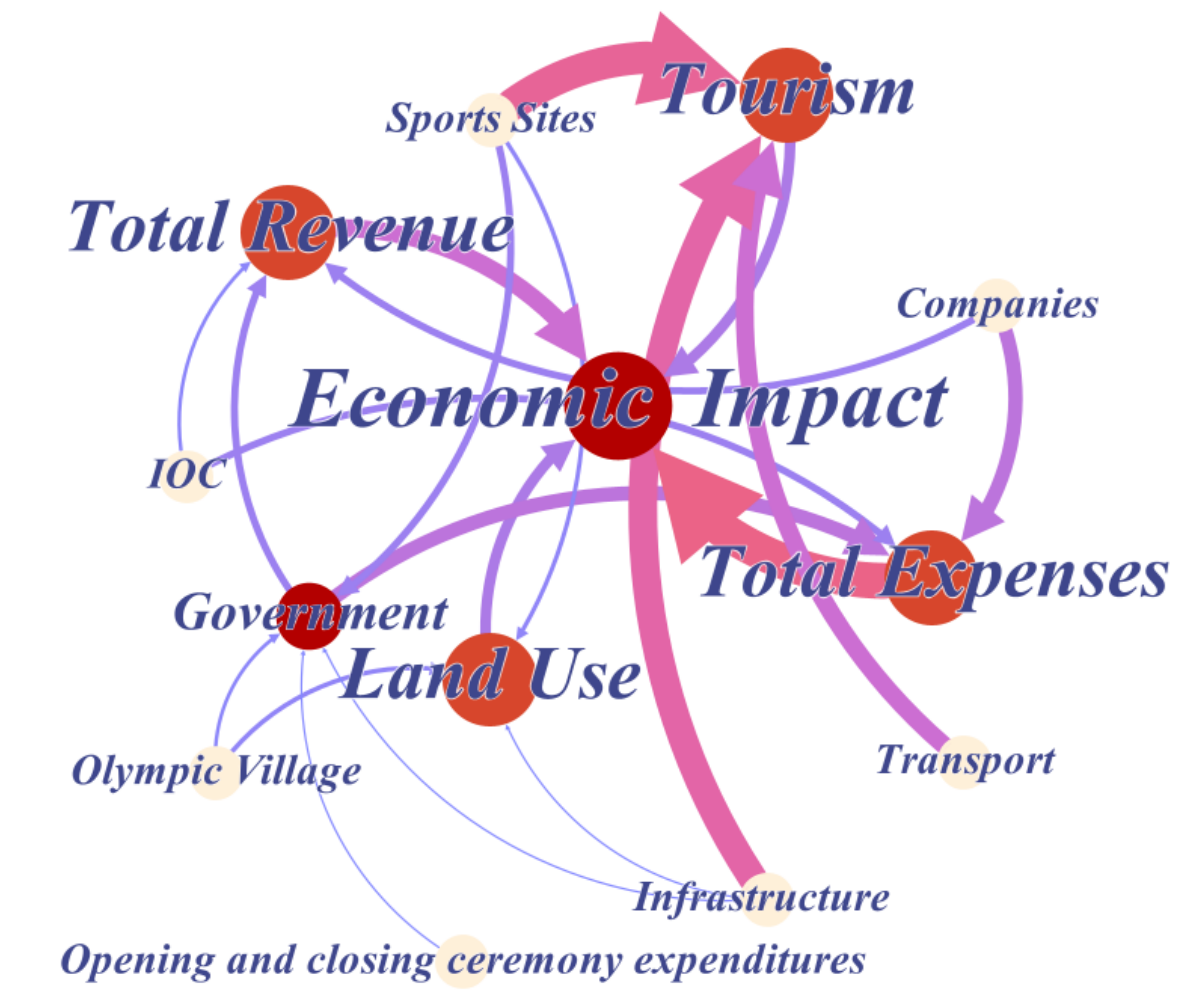 Tourism
Sports Sites
Total Revenue
Companies
Economic Impact
IOC
Total Expenses
Government
Land Use
Transport
Olympic Village
Infrastructure
Opening and closing ceremony expenditures